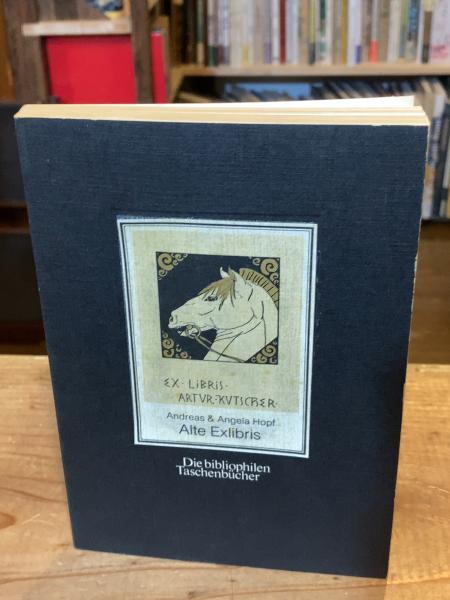 EX·LIBRIS·
ARTVR·KVTSCHER·
Andreas & Angela Hopf
Alte Exlibris
Die bibliophilen
Taschenbücher